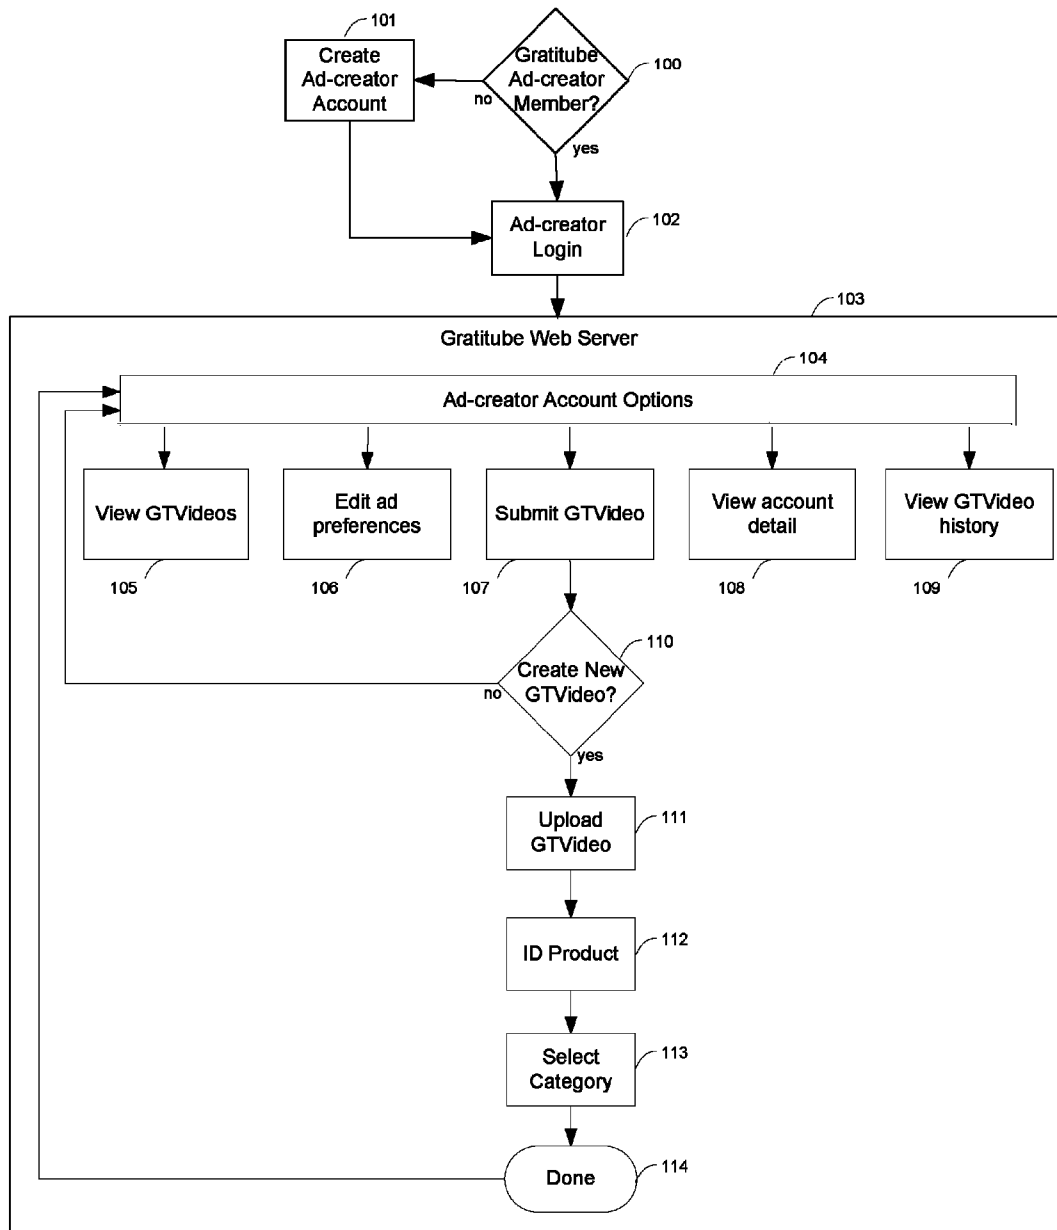 101
Create
Ad-creator
Account
Gratitube
Ad-creator
Member?
100
no
yes
Ad-creator
Login
102
103
Gratitube Web Server
104
Ad-creator Account Options
View GTVideos
Edit ad
preferences
Submit GTVideo
View account
detail
View GTVideo
history
105
106
107
108
109
110
Create New
GTVideo?
no
yes
Upload
GTVideo
111
ID Product
112
Select
Category
113
Done
114